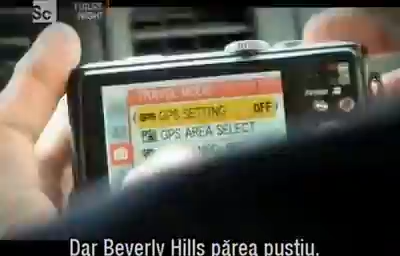 Sc
FUTURE
NIGHT
TRAVEL MODE
GPS SETTING OFF
GPS AREA SELECT
Dar Beverly Hills părea pustiu.